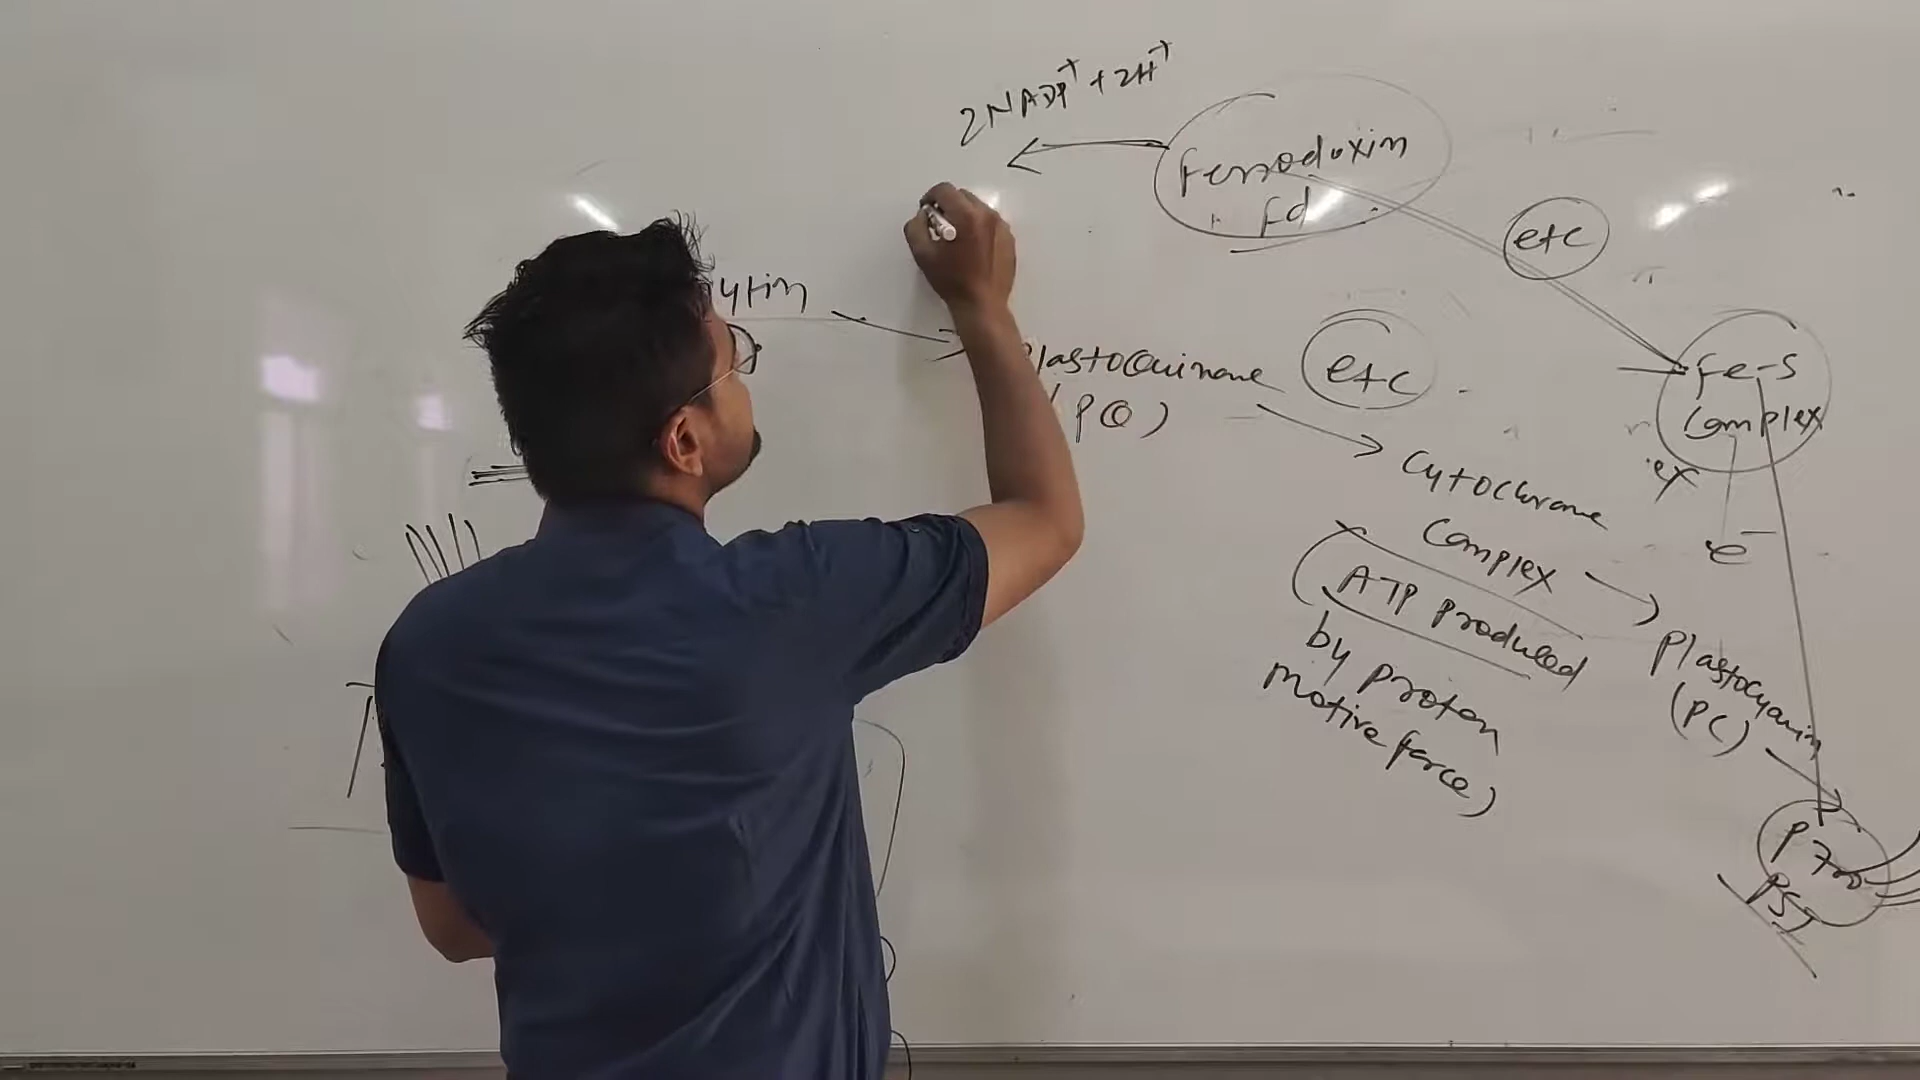 2NADP⁺ + 2H⁺
Ferrodoxin
Fd
etc
ytin
Plastoquinone
(PQ)
etc
Fe-S
Complex
e⁻
Cytochrome
Complex
(ATP Produced
by proton
motive force)
Plastocyanin
(PC)
P700
PSI